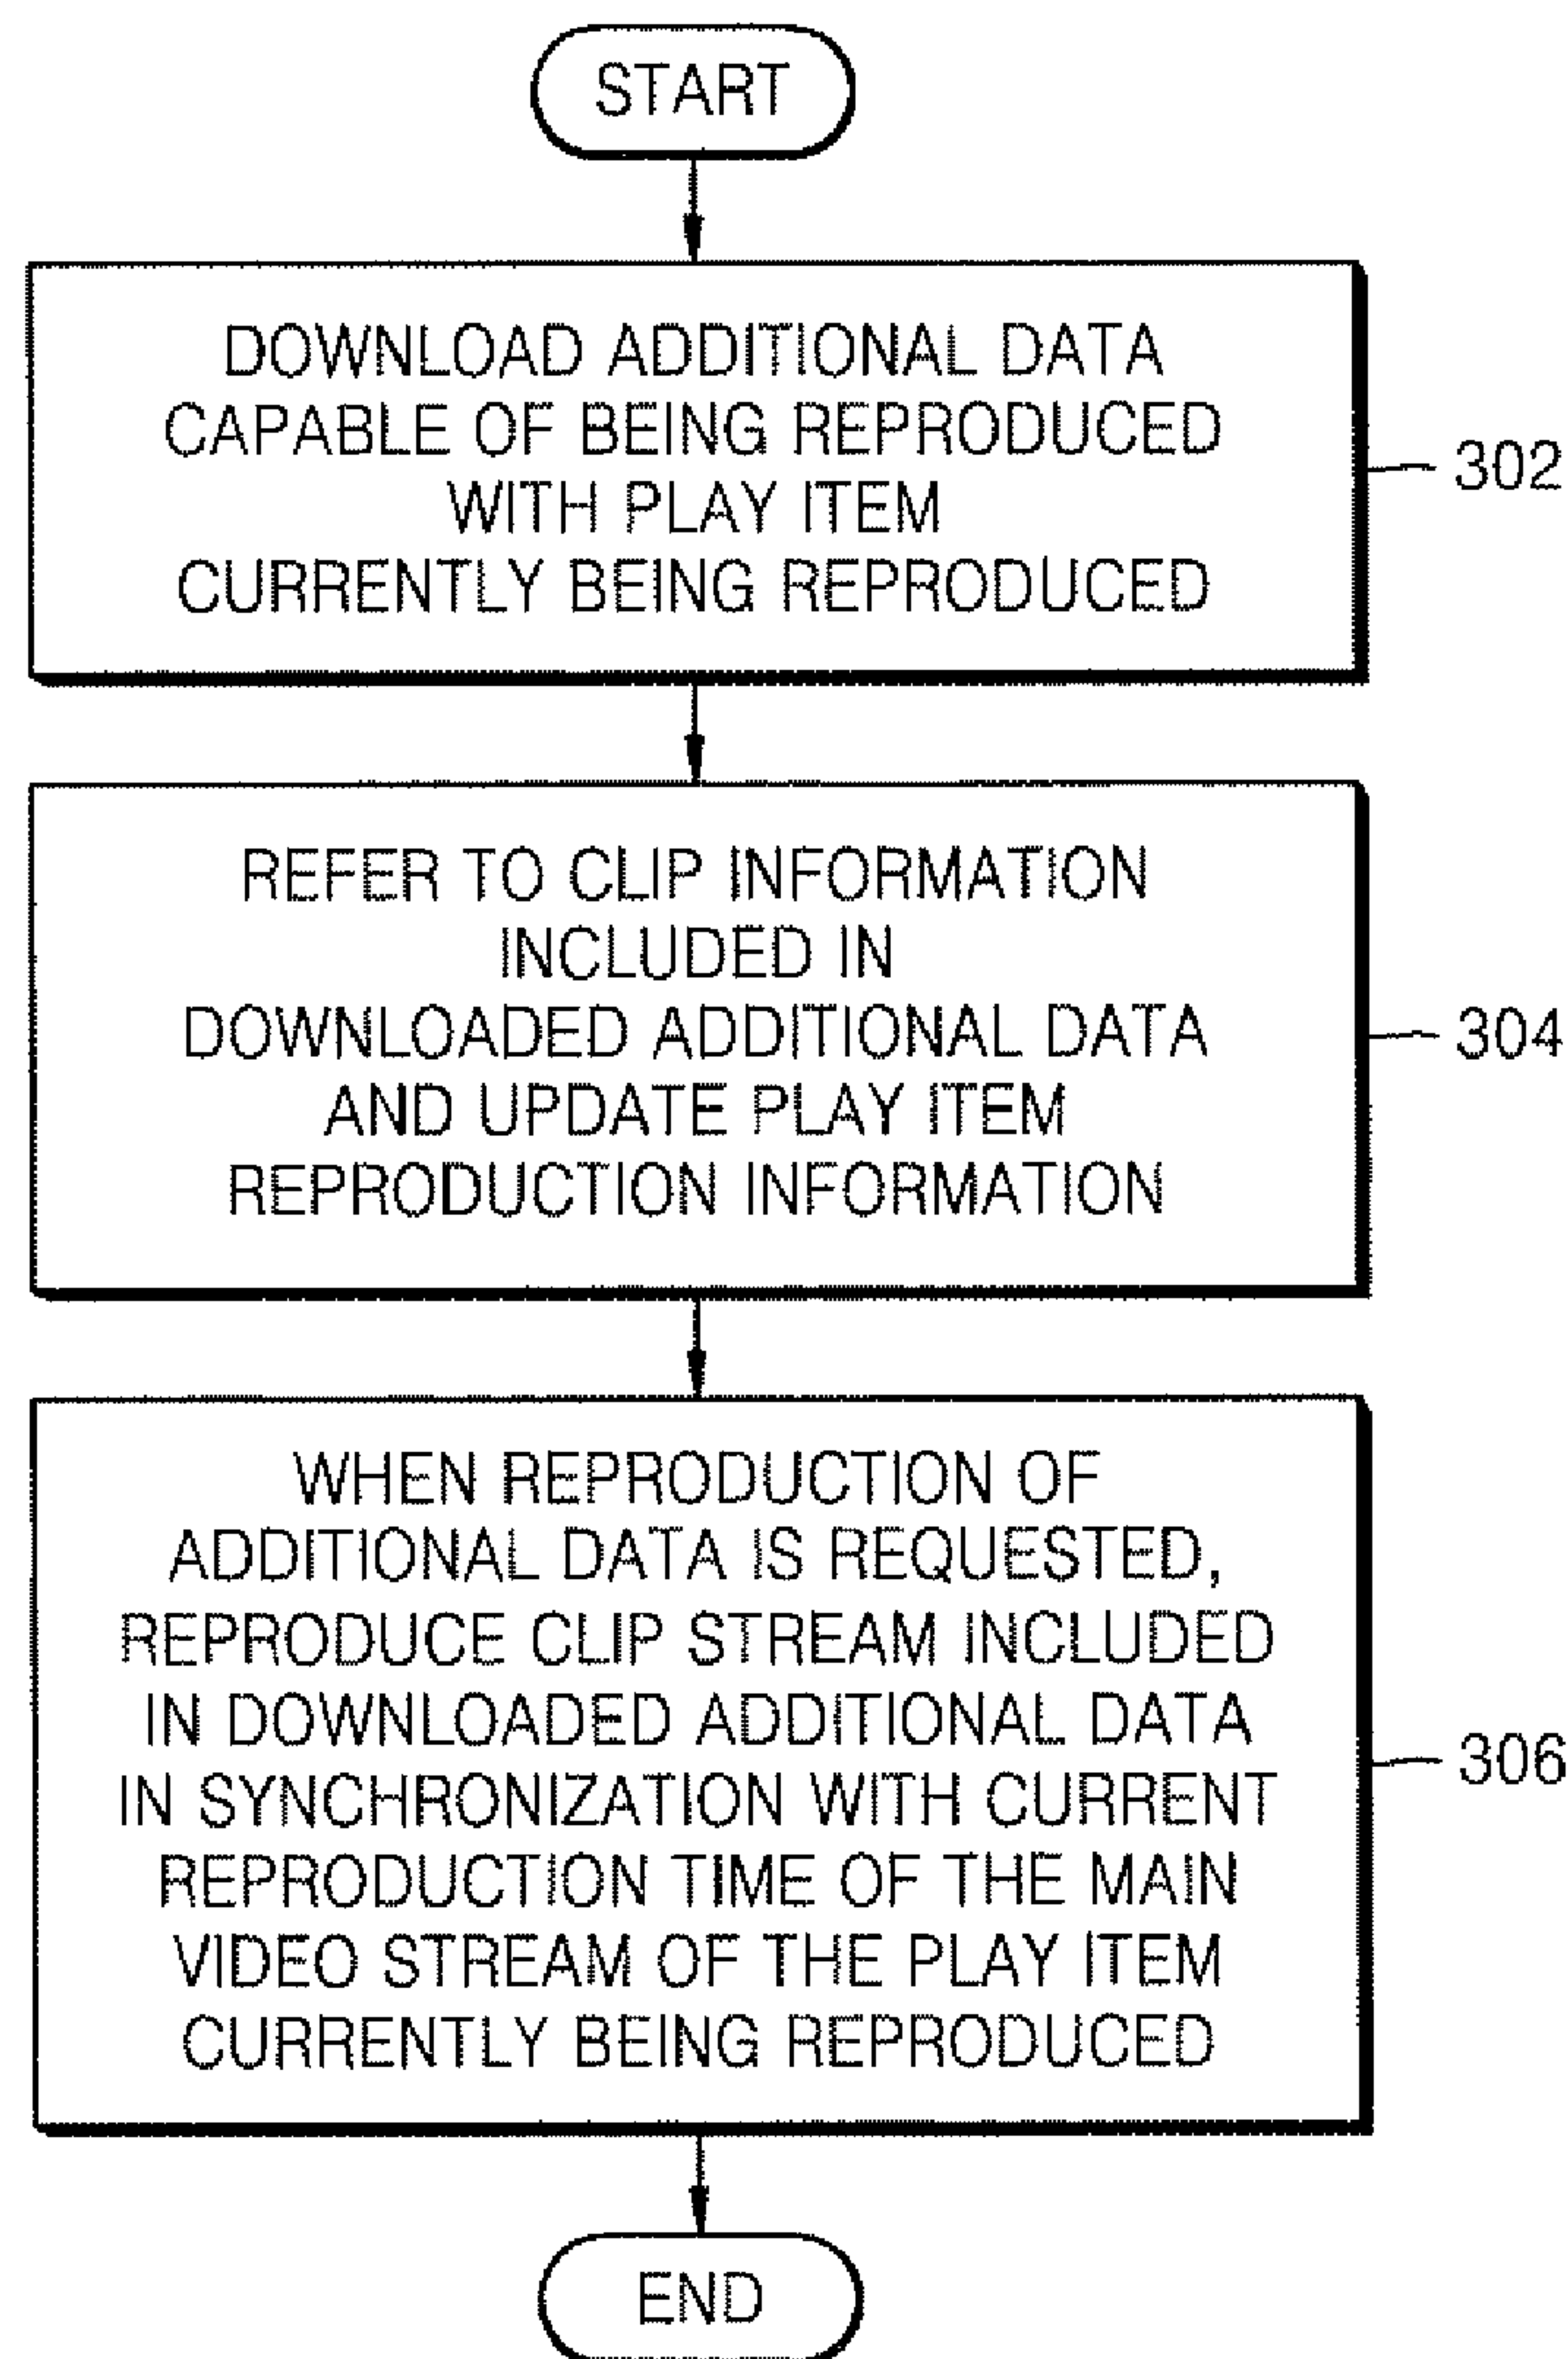 START
DOWNLOAD ADDITIONAL DATA
CAPABLE OF BEING REPRODUCED
WITH PLAY ITEM
CURRENTLY BEING REPRODUCED
302
REFER TO CLIP INFORMATION
INCLUDED IN
DOWNLOADED ADDITIONAL DATA
AND UPDATE PLAY ITEM
REPRODUCTION INFORMATION
304
WHEN REPRODUCTION OF
ADDITIONAL DATA IS REQUESTED,
REPRODUCE CLIP STREAM INCLUDED
IN DOWNLOADED ADDITIONAL DATA
IN SYNCHRONIZATION WITH CURRENT
REPRODUCTION TIME OF THE MAIN
VIDEO STREAM OF THE PLAY ITEM
CURRENTLY BEING REPRODUCED
306
END